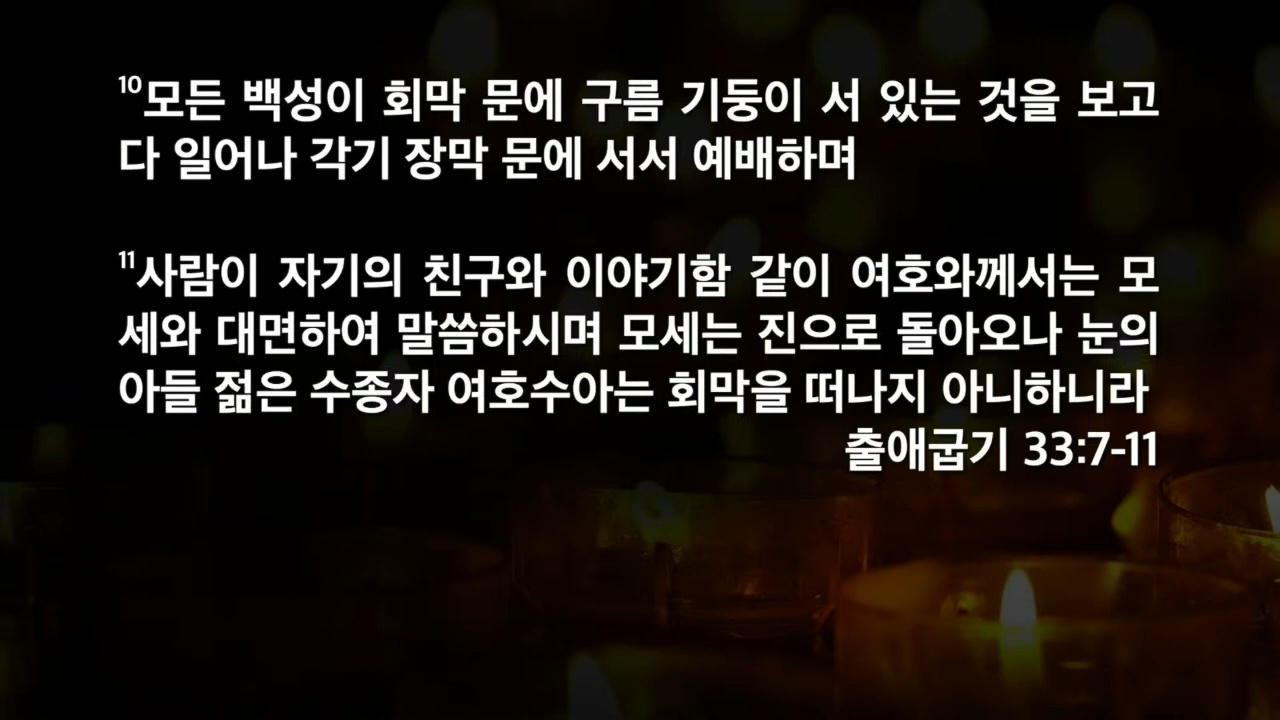 10모든 백성이 회막 문에 구름 기둥이 서 있는 것을 보고
다 일어나 각기 장막 문에 서서 예배하며
11사람이 자기의 친구와 이야기함 같이 여호와께서는 모
세와 대면하여 말씀하시며 모세는 진으로 돌아오나 눈의
아들 젊은 수종자 여호수아는 회막을 떠나지 아니하니라
출애굽기 33:7-11